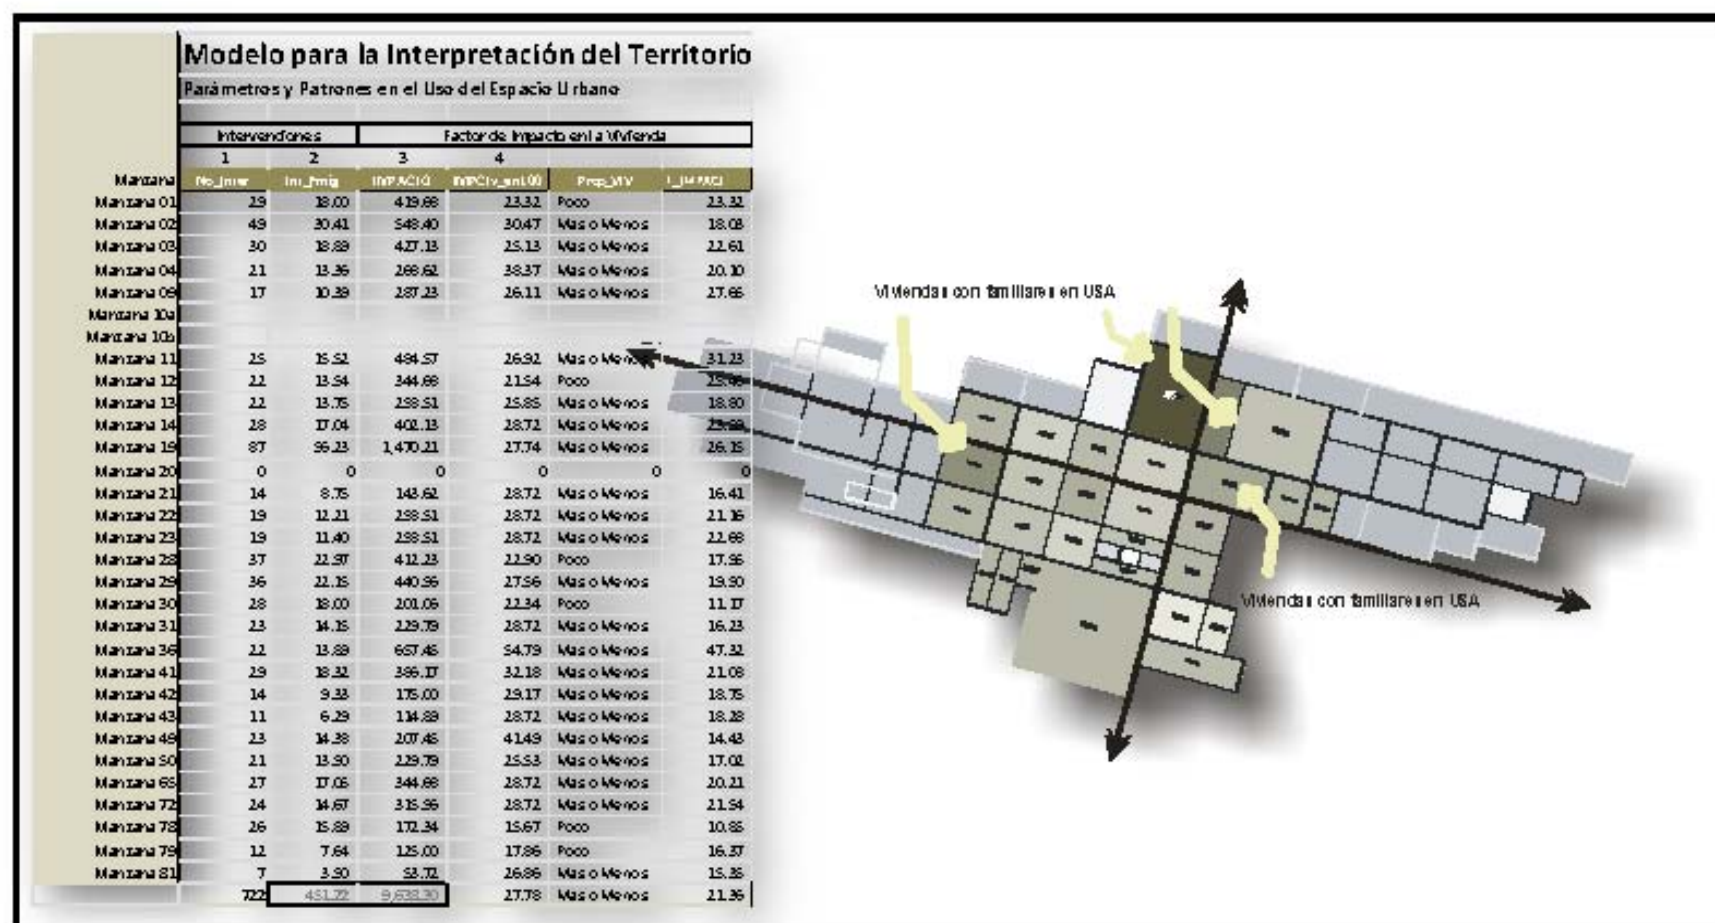 Modelo para la Interpretación del Territorio
Parámetros y Patrones en el Uso del Espacio Urbano
Intervenciones Factor de Impacto en la Vivienda
1 2 3 4
Manzana No_Inter IMPACTO Prop_VIV
Manzana 01 29 18.00 419.68 23.32 Poco 23.32
Manzana 02 49 30.41 548.40 30.47 Mas o Menos 18.03
Manzana 03 30 18.89 427.13 25.13 Mas o Menos 22.61
Manzana 04 21 13.36 268.62 38.37 Mas o Menos 20.10
Manzana 09 17 10.39 287.23 26.11 Mas o Menos 27.65
Manzana 10a
Manzana 10b
Manzana 11 25 15.52 484.57 26.92 Mas o Menos 31.23
Manzana 12 22 13.54 344.68 21.54 Poco
Manzana 13 22 13.75 258.51 25.85 Mas o Menos 18.80
Manzana 14 28 17.04 402.13 28.72 Mas o Menos
Manzana 19 87 56.23 1,470.21 27.74 Mas o Menos 26.15
Manzana 20 0 0 0 0 0 0
Manzana 21 14 8.75 143.62 28.72 Mas o Menos 16.41
Manzana 22 19 12.21 258.51 28.72 Mas o Menos 21.16
Manzana 23 19 11.40 258.51 28.72 Mas o Menos 22.68
Manzana 28 37 22.97 412.23 22.90 Poco 17.95
Manzana 29 36 22.15 440.96 27.56 Mas o Menos 19.90
Manzana 30 28 18.00 201.06 22.34 Poco 11.17
Manzana 31 23 14.15 229.79 28.72 Mas o Menos 16.23
Manzana 36 22 13.89 657.45 54.79 Mas o Menos 47.32
Manzana 41 29 18.32 386.17 32.18 Mas o Menos 21.08
Manzana 42 14 9.33 175.00 29.17 Mas o Menos 18.75
Manzana 43 11 6.29 114.89 28.72 Mas o Menos 18.28
Manzana 49 23 14.38 207.45 41.49 Mas o Menos 14.43
Manzana 50 21 13.50 229.79 25.53 Mas o Menos 17.02
Manzana 65 27 17.05 344.68 28.72 Mas o Menos 20.21
Manzana 72 24 14.67 315.96 28.72 Mas o Menos 21.54
Manzana 78 26 15.89 172.34 15.67 Poco 10.85
Manzana 79 12 7.64 125.00 17.86 Poco 16.37
Manzana 81 7 3.50 53.72 26.86 Mas o Menos 15.35
722 451.22 9,638.30 27.78 Mas o Menos 21.36
Viviendas con familiares en USA
Viviendas con familiares en USA